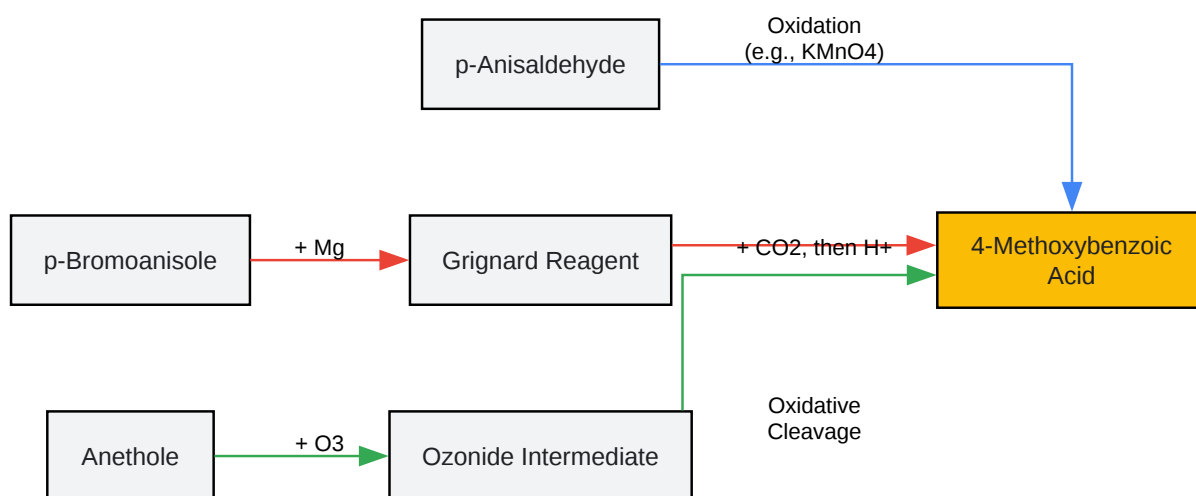 Oxidation
(e.g., KMnO4)
p-Anisaldehyde
p-Bromoanisole
+ Mg
Grignard Reagent
+ CO2, then H+
4-Methoxybenzoic
Acid
Anethole
+ O3
Ozonide Intermediate
Oxidative
Cleavage